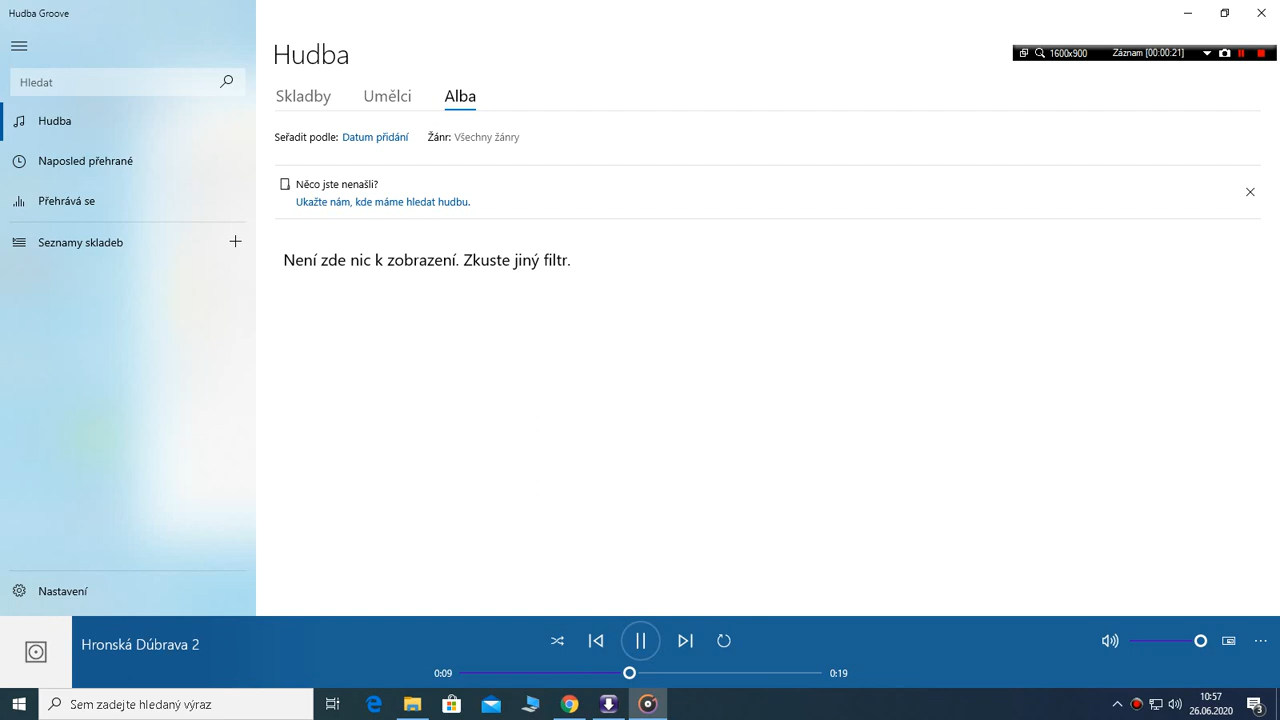 Hudba Groove
Hledat
Hudba
Naposled přehrané
Přehrává se
Seznamy skladeb
Nastavení
Hudba
1600x900 Záznam [00:00:21]
Skladby Umělci Alba
Seřadit podle: Datum přidání Žánr: Všechny žánry
Něco jste nenašli?
Ukažte nám, kde máme hledat hudbu.
Není zde nic k zobrazení. Zkuste jiný filtr.
Hronská Dúbrava 2
0:09 0:19
Sem zadejte hledaný výraz
10:57
26.06.2020
3